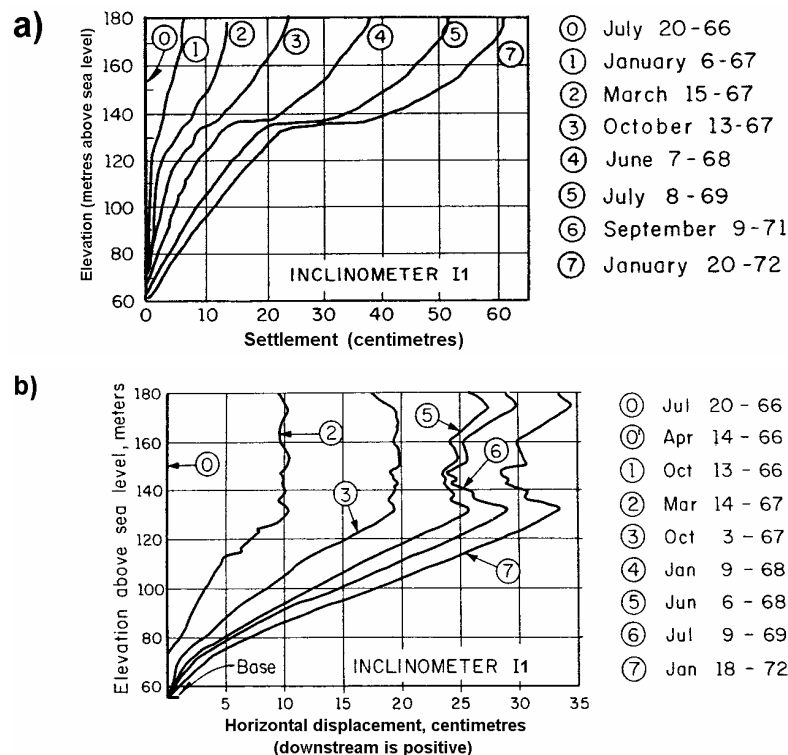 a)
180
160
140
120
100
80
60
Elevation (metres above sea level)
0 1 2 3 4 5 7
INCLINOMETER I1
0 10 20 30 40 50 60
Settlement (centimetres)
0 July 20-66
1 January 6-67
2 March 15-67
3 October 13-67
4 June 7-68
5 July 8-69
6 September 9-71
7 January 20-72
b)
180
160
140
120
100
80
60
Elevation above sea level, meters
0 2 3 5 6 7
Base
INCLINOMETER I1
5 10 15 20 25 30 35
Horizontal displacement, centimetres
(downstream is positive)
0 Jul 20-66
0' Apr 14-66
1 Oct 13-66
2 Mar 14-67
3 Oct 3-67
4 Jan 9-68
5 Jun 6-68
6 Jul 9-69
7 Jan 18-72